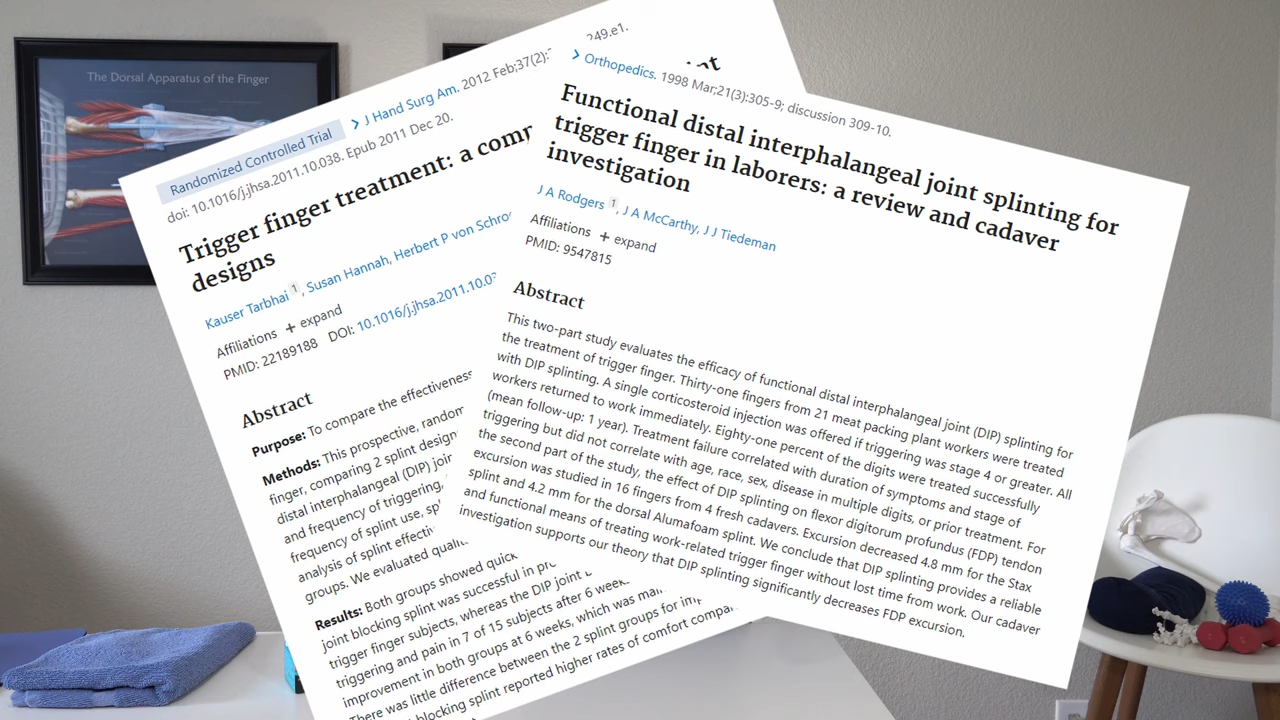 The Dorsal Apparatus of the Finger
249.e1.
Randomized Controlled Trial > J Hand Surg Am. 2012 Feb;37(2):
doi: 10.1016/j.jhsa.2011.10.038. Epub 2011 Dec 20.
Trigger finger treatment: a comp
designs
Kauser Tarbhai 1, Susan Hannah, Herbert P von Schro
Affiliations + expand
PMID: 22189188 DOI: 10.1016/j.jhsa.2011.10.03
Abstract
Purpose: To compare the effectiveness
Methods: This prospective, random
finger, comparing 2 splint design
distal interphalangeal (DIP) join
and frequency of triggering,
frequency of splint use, spl
analysis of splint effectiv
groups. We evaluated qualit
Results: Both groups showed quick
joint blocking splint was successful in pro
trigger finger subjects, whereas the DIP joint b
triggering and pain in 7 of 15 subjects after 6 weeks
improvement in both groups at 6 weeks, which was main
There was little difference between the 2 splint groups for imp
blocking splint reported higher rates of comfort compar
> Orthopedics. 1998 Mar;21(3):305-9; discussion 309-10.
Functional distal interphalangeal joint splinting for
trigger finger in laborers: a review and cadaver
investigation
J A Rodgers 1, J A McCarthy, J J Tiedeman
Affiliations + expand
PMID: 9547815
Abstract
This two-part study evaluates the efficacy of functional distal interphalangeal joint (DIP) splinting for
the treatment of trigger finger. Thirty-one fingers from 21 meat packing plant workers were treated
with DIP splinting. A single corticosteroid injection was offered if triggering was stage 4 or greater. All
workers returned to work immediately. Eighty-one percent of the digits were treated successfully
(mean follow-up: 1 year). Treatment failure correlated with duration of symptoms and stage of
triggering but did not correlate with age, race, sex, disease in multiple digits, or prior treatment. For
the second part of the study, the effect of DIP splinting on flexor digitorum profundus (FDP) tendon
excursion was studied in 16 fingers from 4 fresh cadavers. Excursion decreased 4.8 mm for the Stax
splint and 4.2 mm for the dorsal Alumafoam splint. We conclude that DIP splinting provides a reliable
and functional means of treating work-related trigger finger without lost time from work. Our cadaver
investigation supports our theory that DIP splinting significantly decreases FDP excursion.